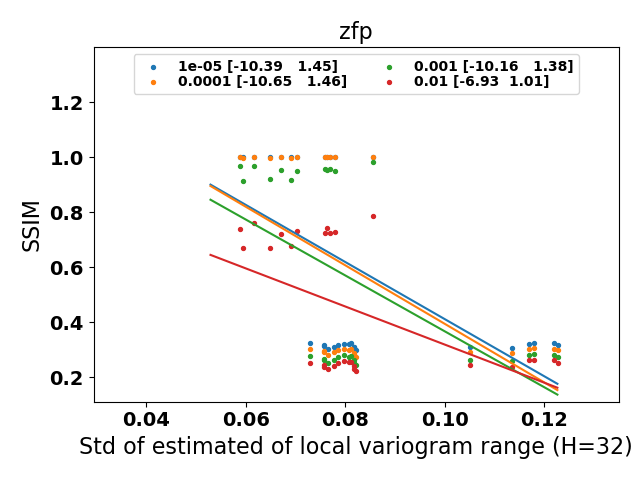 zfp
1e-05 [-10.39 1.45]
0.0001 [-10.65 1.46]
0.001 [-10.16 1.38]
0.01 [-6.93 1.01]
SSIM
1.2
1.0
0.8
0.6
0.4
0.2
0.04 0.06 0.08 0.10 0.12
Std of estimated of local variogram range (H=32)